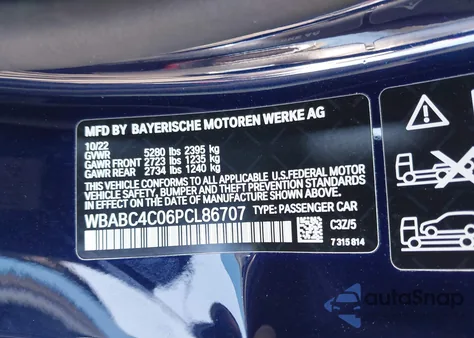 MFD BY BAYERISCHE MOTOREN WERKE AG
10/22
GVWR 5280 lbs 2395 kg
GAWR FRONT 2723 lbs 1235 kg
GAWR REAR 2734 lbs 1240 kg
THIS VEHICLE CONFORMS TO ALL APPLICABLE U.S.FEDERAL MOTOR
VEHICLE SAFETY, BUMPER, AND THEFT PREVENTION STANDARDS
IN EFFECT ON THE DATE OF MANUFACTURE SHOWN ABOVE.
WBABC4C06PCL86707 TYPE: PASSENGER CAR
C3Z/5
7 315 814
autoSnap